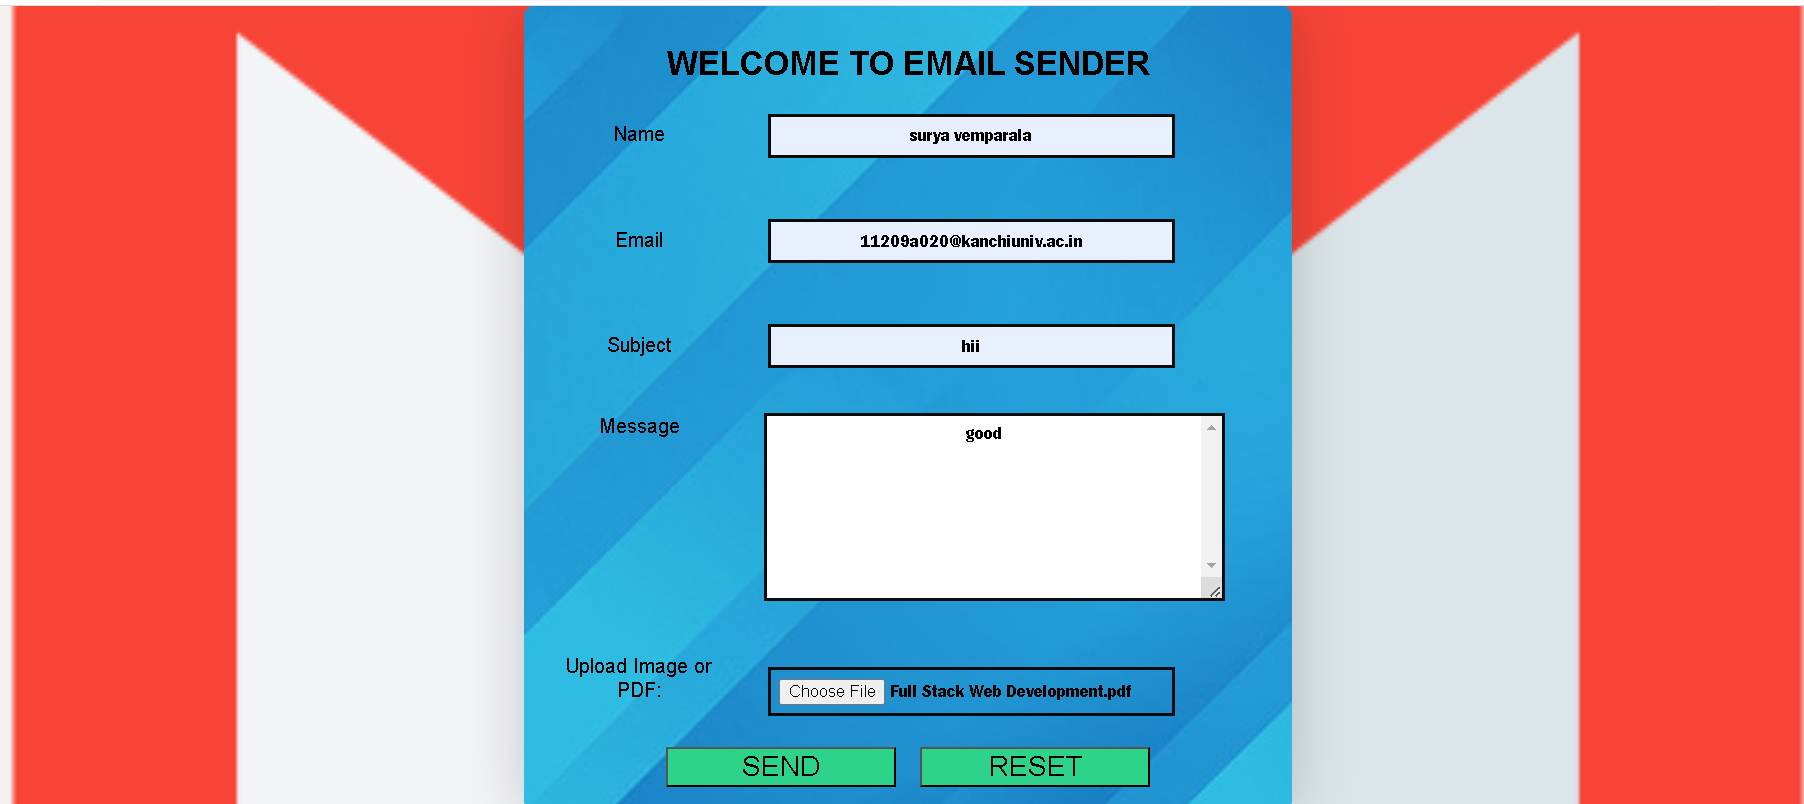 WELCOME TO EMAIL SENDER
Name
surya vemparala
Email
11209a020@kanchiuniv.ac.in
Subject
hii
Message
good
Upload Image or
PDF:
Choose File Full Stack Web Development.pdf
SEND RESET